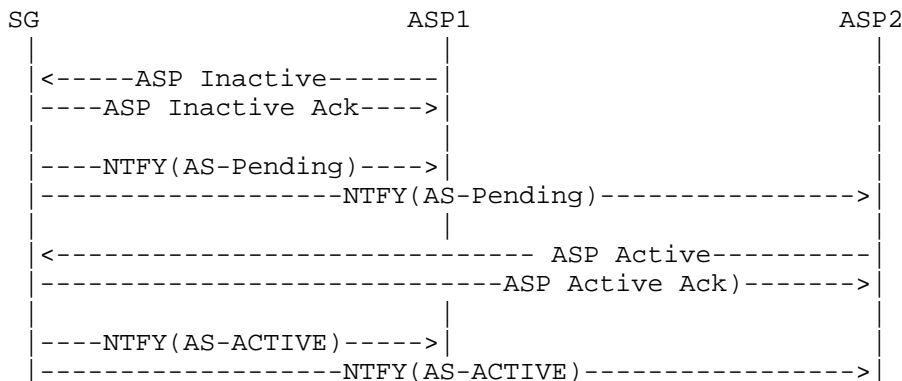 SG ASP1 ASP2
<-----ASP Inactive-------|
|----ASP Inactive Ack---->|
|----NTFY(AS-Pending)---->|
|------------------NTFY(AS-Pending)--------------->|
|<----------------------------- ASP Active----------|
|----------------------------ASP Active Ack)------->|
|----NTFY(AS-ACTIVE)----->|
|------------------NTFY(AS-ACTIVE)---------------->|